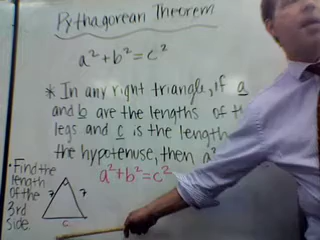 Pythagorean Theorem
a² + b² = c²
* In any right triangle, if a
and b are the lengths of th
legs and c is the length
the hypotenuse, then a²
a² + b² = c²
• Find the
length
of the
3rd
side.
7 7
c